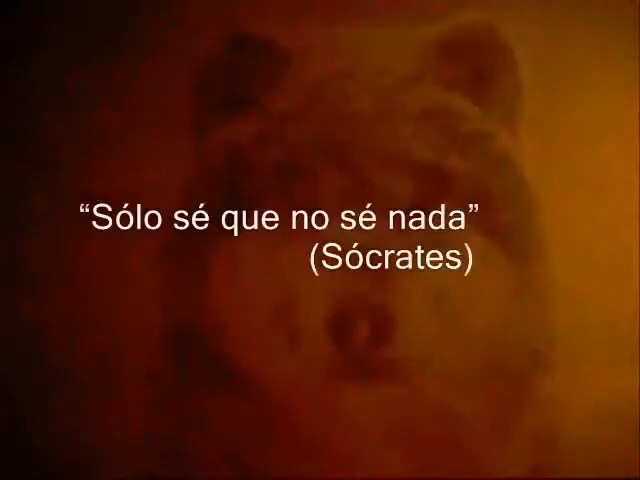 “Sólo sé que no sé nada”
(Sócrates)